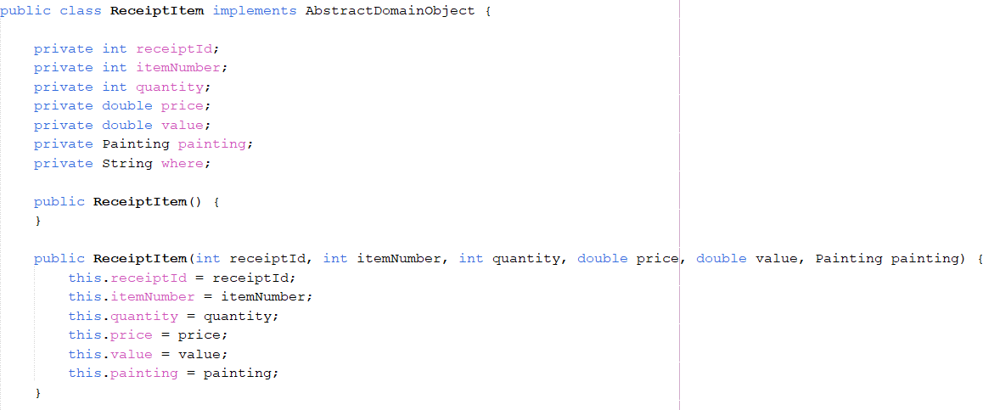 public class ReceiptItem implements AbstractDomainObject {
private int receiptId;
private int itemNumber;
private int quantity;
private double price;
private double value;
private Painting painting;
private String where;
public ReceiptItem() {
}
public ReceiptItem(int receiptId, int itemNumber, int quantity, double price, double value, Painting painting) {
this.receiptId = receiptId;
this.itemNumber = itemNumber;
this.quantity = quantity;
this.price = price;
this.value = value;
this.painting = painting;
}